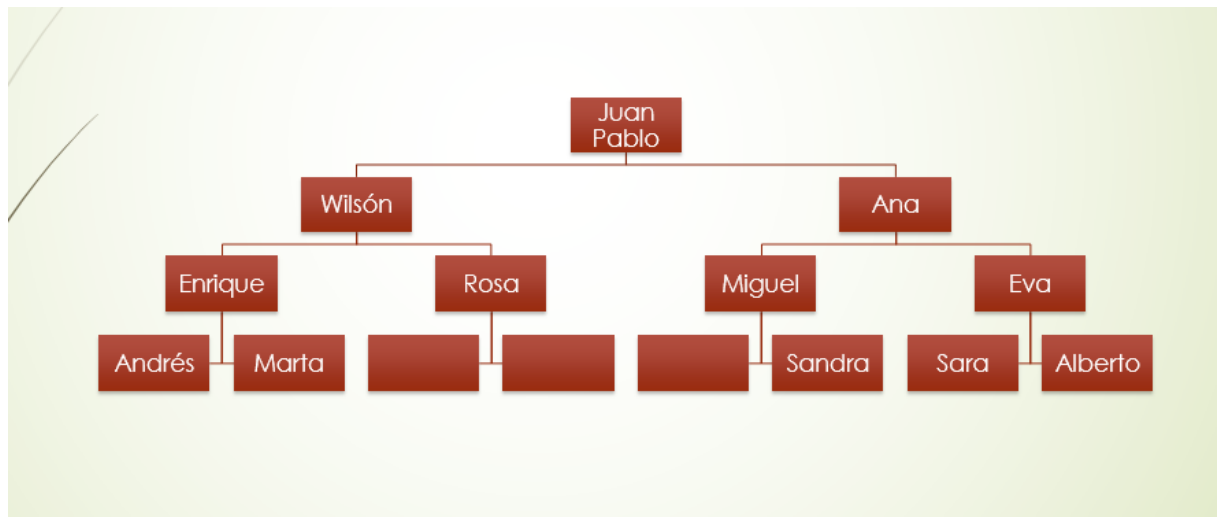 Juan
Pablo
Wilsón
Ana
Enrique
Rosa
Miguel
Eva
Andrés
Marta
Sandra
Sara
Alberto